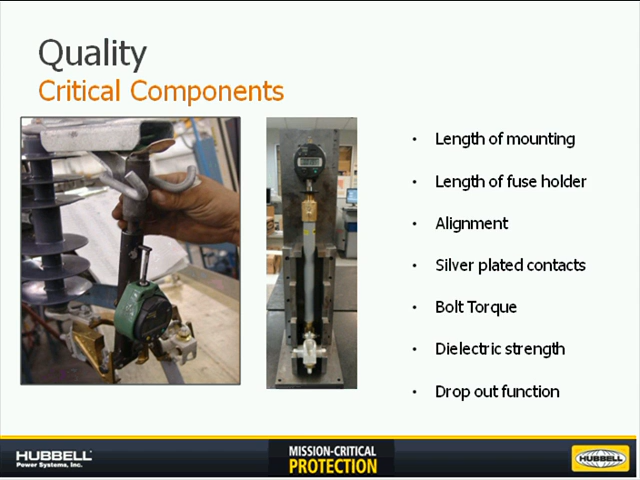 Quality
Critical Components
• Length of mounting
• Length of fuse holder
• Alignment
• Silver plated contacts
• Bolt Torque
• Dielectric strength
• Drop out function
HUBBELL
Power Systems, Inc.
MISSION-CRITICAL
PROTECTION
HUBBELL